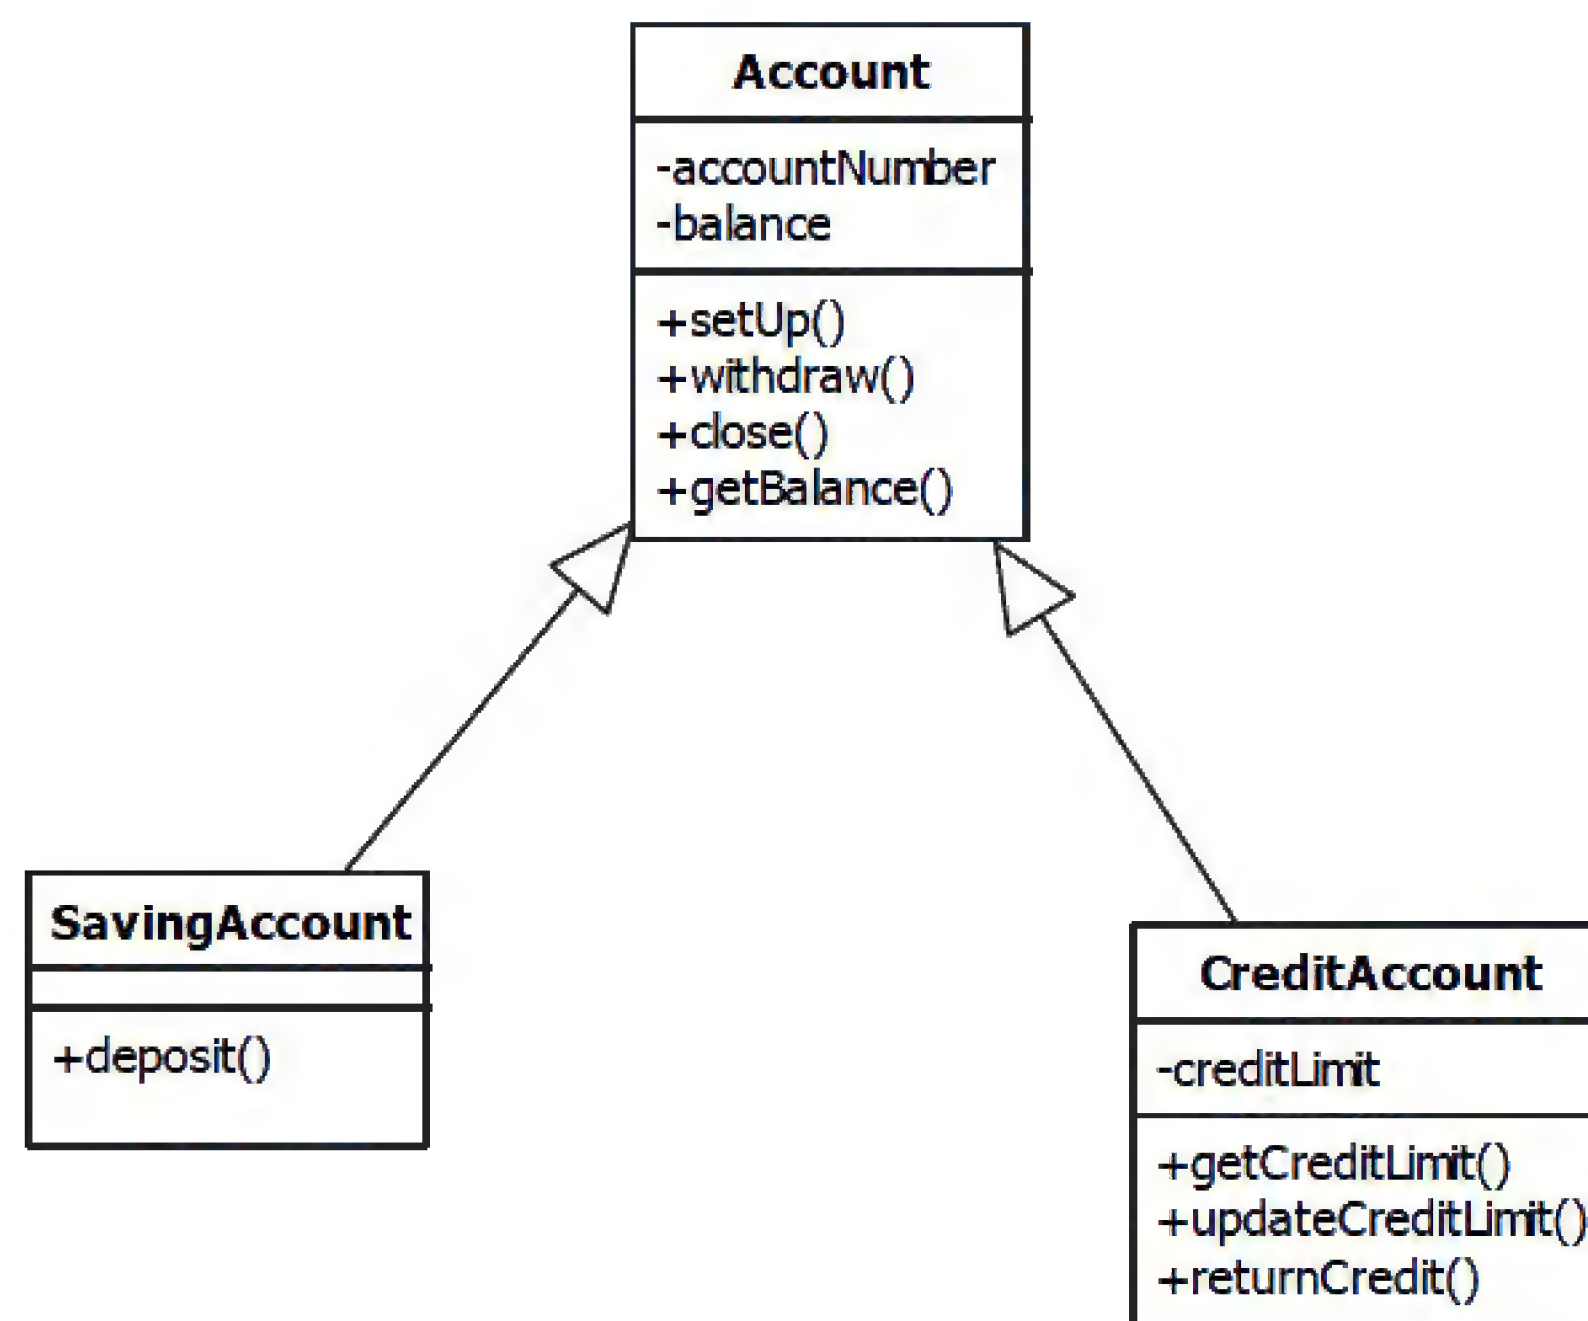 Account
-accountNumber
-balance
+setUp()
+withdraw()
+close()
+getBalance()
SavingAccount
+deposit()
CreditAccount
-creditLimit
+getCreditLimit()
+updateCreditLimit()
+returnCredit()